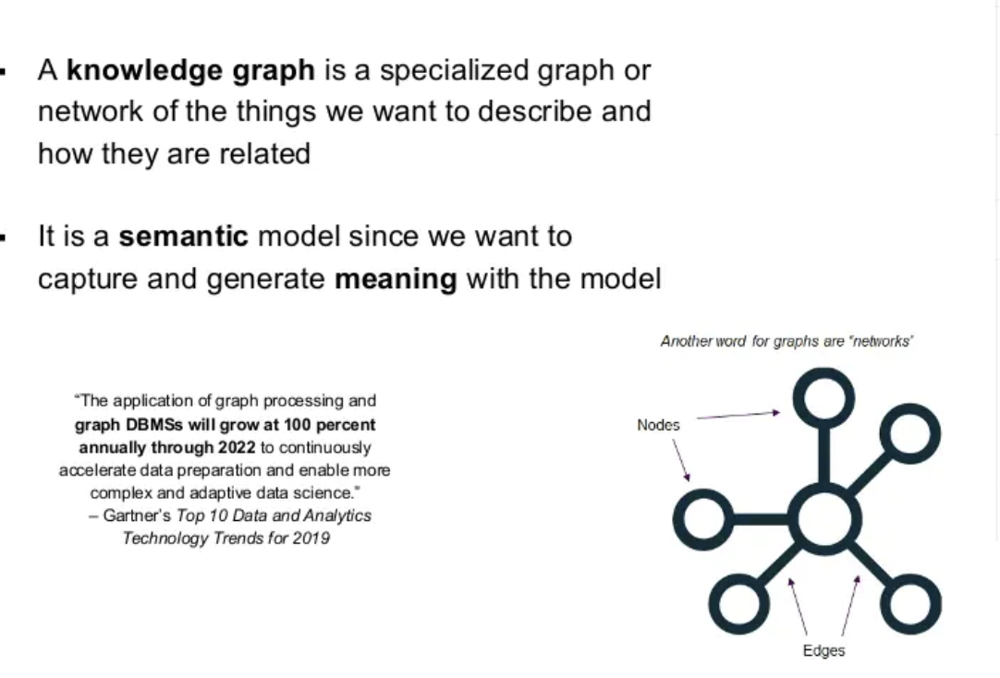 A knowledge graph is a specialized graph or
network of the things we want to describe and
how they are related
It is a semantic model since we want to
capture and generate meaning with the model
Another word for graphs are "networks"
"The application of graph processing and
graph DBMSs will grow at 100 percent
annually through 2022 to continuously
accelerate data preparation and enable more
complex and adaptive data science."
– Gartner's Top 10 Data and Analytics
Technology Trends for 2019
Nodes
Edges